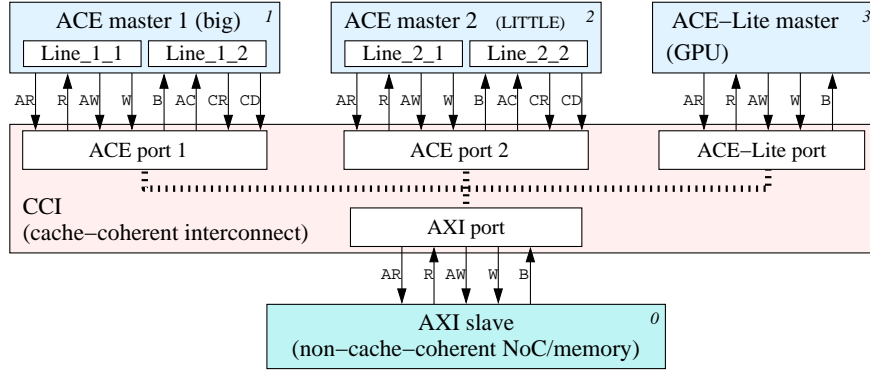 ACE master 1 (big) 1
Line_1_1 Line_1_2
ACE master 2 (LITTLE) 2
Line_2_1 Line_2_2
ACE−Lite master 3
(GPU)
AR R AW W B AC CR CD
AR R AW W B AC CR CD
AR R AW W B
ACE port 1
ACE port 2
ACE−Lite port
CCI
(cache−coherent interconnect)
AXI port
AR R AW W B
AXI slave 0
(non−cache−coherent NoC/memory)